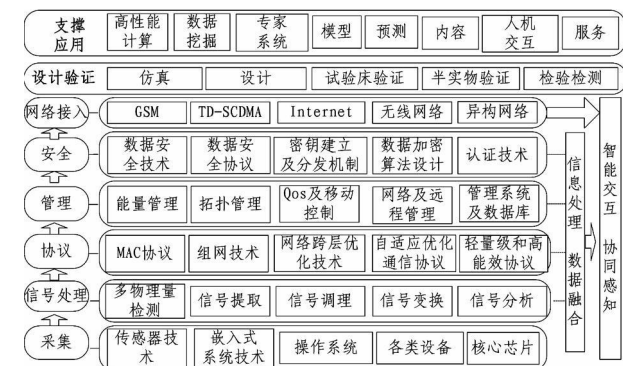 支撑
应用
高性能
计算
数据
挖掘
专家
系统
模型
预测
内容
人机
交互
服务
设计验证
仿真
设计
试验床验证
半实物验证
检验检测
网络接入
GSM
TD-SCDMA
Internet
无线网络
异构网络
安全
数据安
全技术
数据安
全协议
密钥建立
及分发机制
数据加密
算法设计
认证技术
管理
能量管理
拓扑管理
Qos及移动
控制
网络及远
程管理
管理系统
及数据库
协议
MAC协议
组网技术
网络跨层优
化技术
自适应优化
通信协议
轻量级和高
能效协议
信号处理
多物理量
检测
信号提取
信号调理
信号变换
信号分析
采集
传感器技
术
嵌入式
系统技术
操作系统
各类设备
核心芯片
信息处理 数据融合
智能交互 协同感知